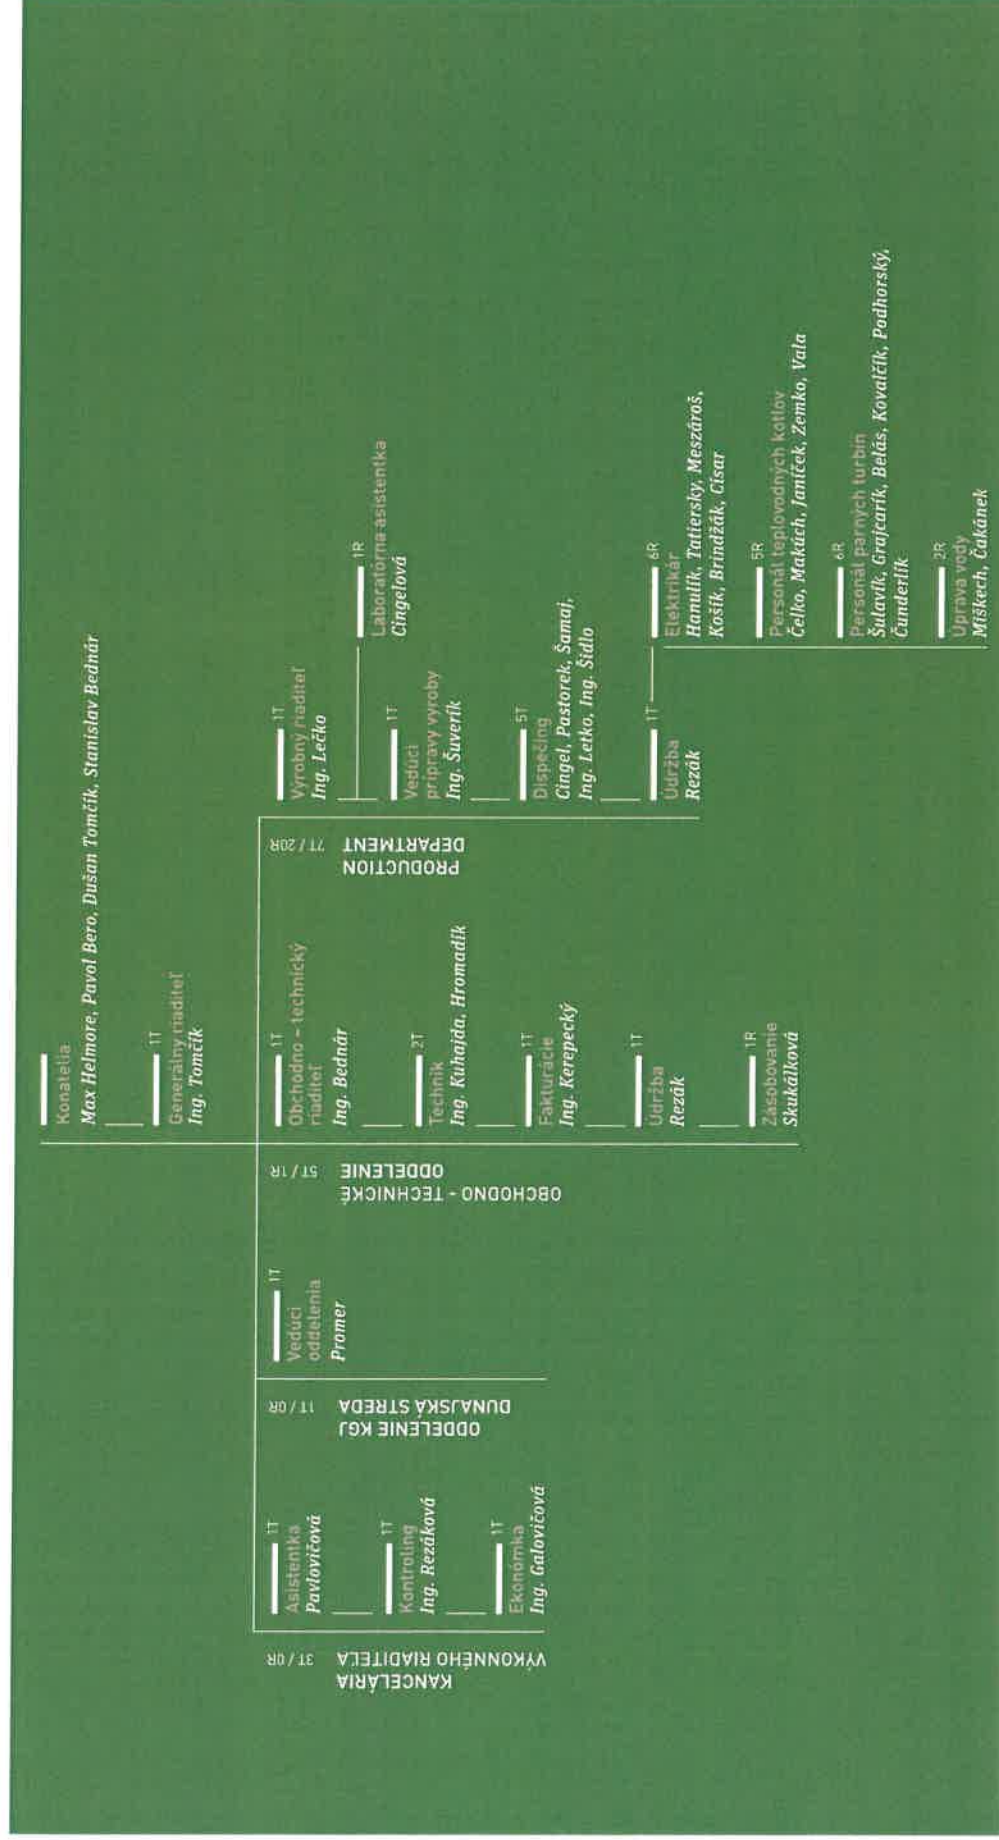 Konatelia
Max Helmore, Pavol Bero, Dušan Tomčík, Stanislav Bednár
1T
Generálny riaditeľ
Ing. Tomčík
KANCELÁRIA
VÝKONNÉHO RIADITEĽA
3T / 0R
1T
Asistentka
Pavlovičová
1T
Kontroling
Ing. Rezáková
1T
Ekonómka
Ing. Galovičová
ODDELENIE KGJ
DUNAJSKÁ STREDA
1T / 0R
1T
Vedúci
oddelenia
Promer
OBCHODNO - TECHNICKÉ
ODDELENIE
5T / 1R
1T
Obchodno – technický
riaditeľ
Ing. Bednár
2T
Technik
Ing. Kuhajda, Hromadík
1T
Fakturácie
Ing. Kerepecký
1T
Údržba
Rezák
1R
Zásobovanie
Skukálková
PRODUCTION
DEPARTMENT
7T / 20R
1T
Výrobný riaditeľ
Ing. Lečko
1R
Laboratórna asistentka
Cingelová
1T
Vedúci
prípravy výroby
Ing. Šuverík
5T
Dispečing
Cingel, Pastorek, Šamaj,
Ing. Letko, Ing. Šidlo
1T
Údržba
Rezák
6R
Elektrikár
Hanulík, Tatiersky, Meszároš,
Košík, Brindžák, Císar
5R
Personál teplovodných kotlov
Čelko, Makách, Janíček, Zemko, Vala
6R
Personál parných turbín
Šulavík, Grajcarík, Belás, Kovalčík, Podhorský,
Čunderlík
2R
Úprava vody
Miškech, Čakánek